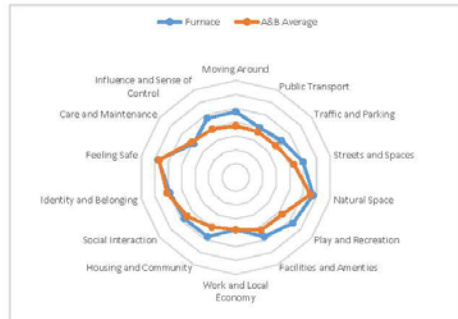 Furnace A&B Average
Moving Around
Public Transport
Traffic and Parking
Streets and Spaces
Natural Space
Play and Recreation
Facilities and Amenties
Work and Local
Economy
Housing and Community
Social Interaction
Identity and Belonging
Feeling Safe
Care and Maintenance
Influence and Sense of
Control